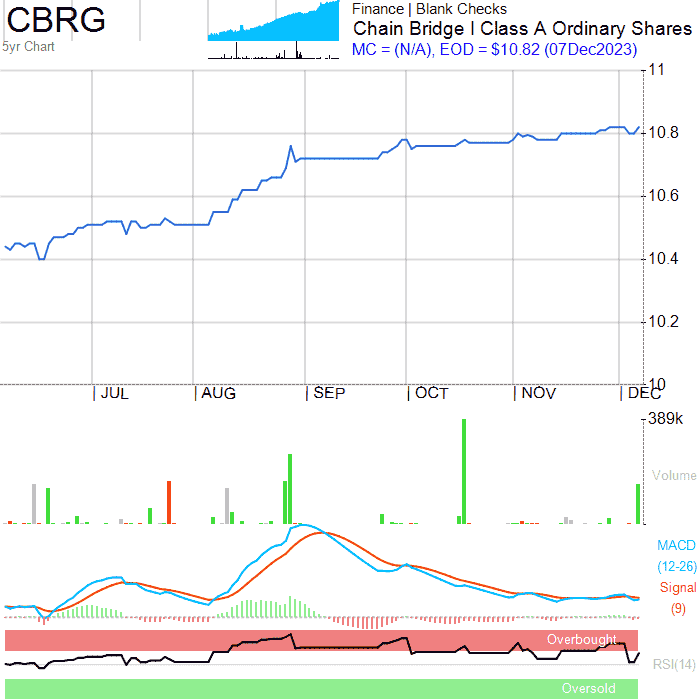 CBRG
5yr Chart
Finance | Blank Checks
Chain Bridge I Class A Ordinary Shares
MC = (N/A), EOD = $10.82 (07Dec2023)
11
10.8
10.6
10.4
10.2
10
JUL AUG SEP OCT NOV DEC
389k
Volume
MACD
(12-26)
Signal
(9)
Overbought
RSI(14)
Oversold